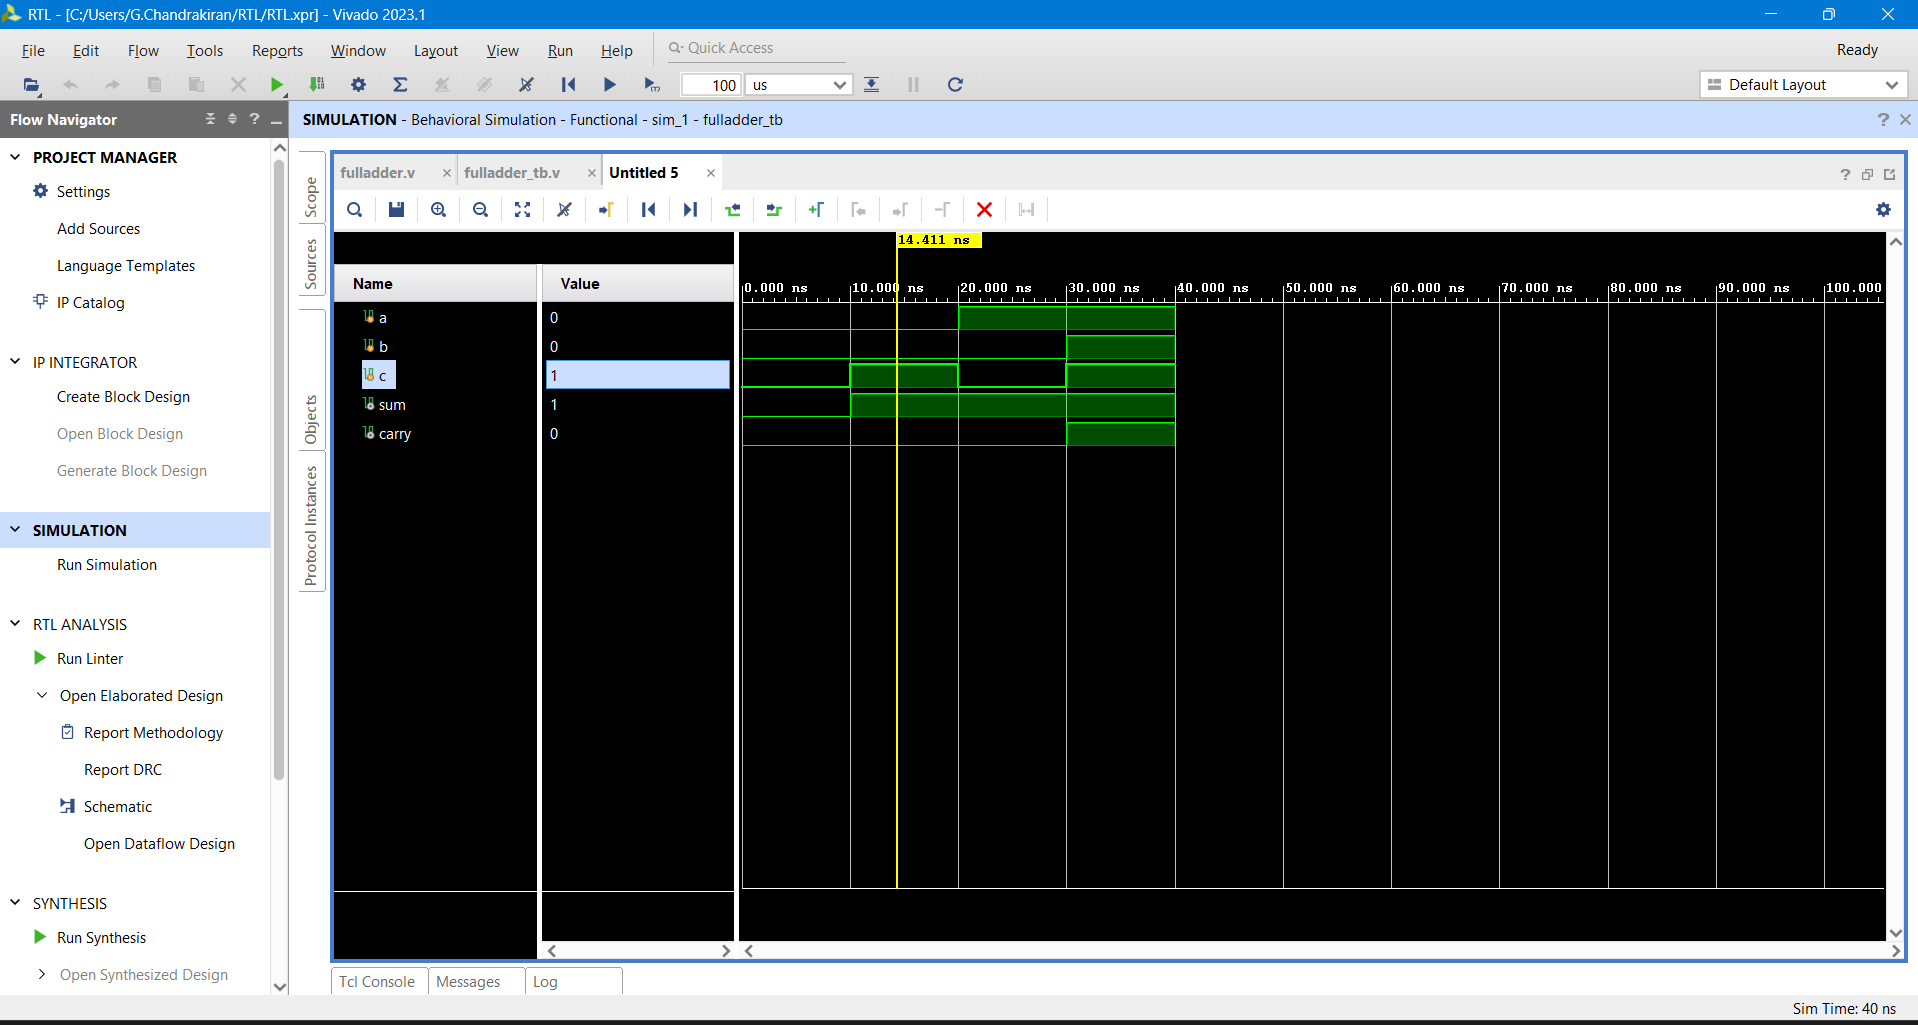 RTL - [C:/Users/G.Chandrakiran/RTL/RTL.xpr] - Vivado 2023.1
File Edit Flow Tools Reports Window Layout View Run Help Quick Access Ready
100 us Default Layout
Flow Navigator
SIMULATION - Behavioral Simulation - Functional - sim_1 - fulladder_tb
PROJECT MANAGER
Settings
Add Sources
Language Templates
IP Catalog
IP INTEGRATOR
Create Block Design
Open Block Design
Generate Block Design
SIMULATION
Run Simulation
RTL ANALYSIS
Run Linter
Open Elaborated Design
Report Methodology
Report DRC
Schematic
Open Dataflow Design
SYNTHESIS
Run Synthesis
Open Synthesized Design
Scope
Sources
Objects
Protocol Instances
fulladder.v fulladder_tb.v Untitled 5
14.411 ns
Name Value
0.000 ns 10.000 ns 20.000 ns 30.000 ns 40.000 ns 50.000 ns 60.000 ns 70.000 ns 80.000 ns 90.000 ns 100.000
a 0
b 0
c 1
sum 1
carry 0
Tcl Console Messages Log
Sim Time: 40 ns